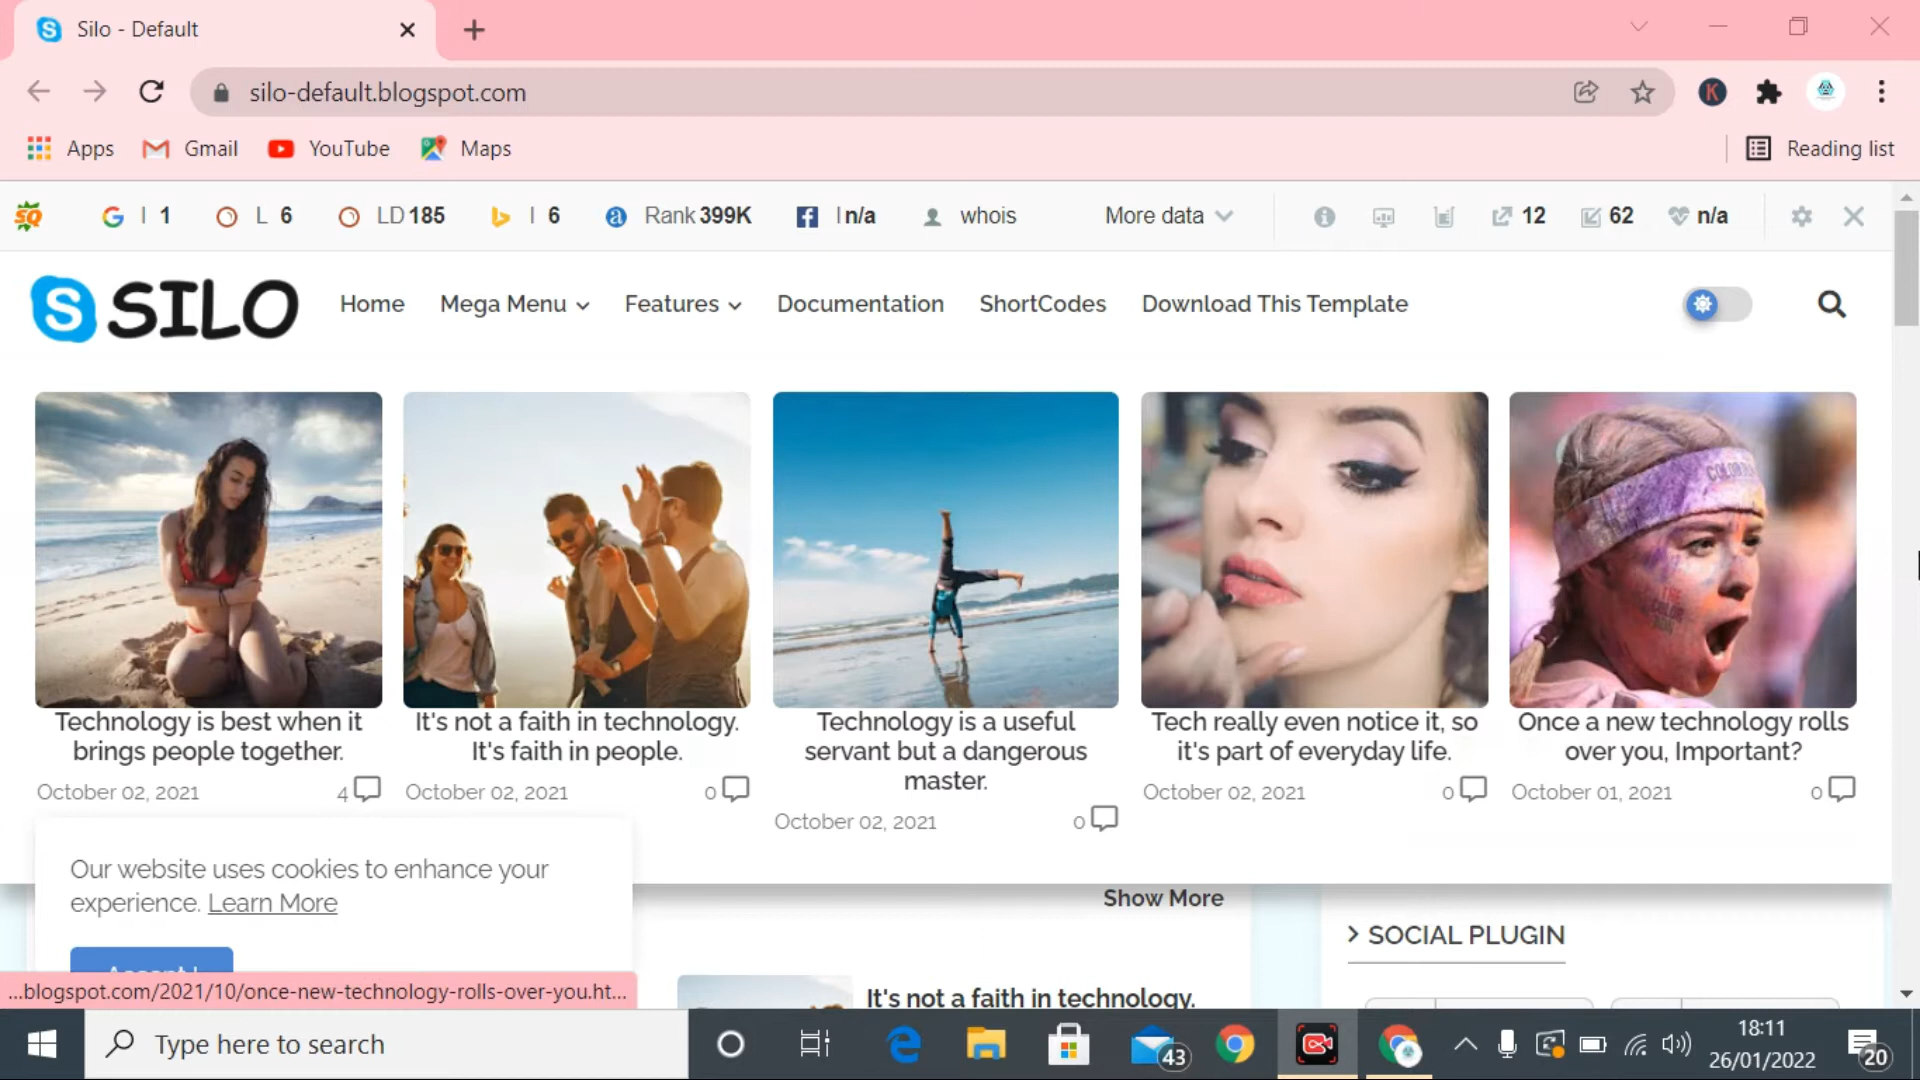 Silo - Default
silo-default.blogspot.com
Apps
Gmail
YouTube
Maps
Reading list
SQ
I 1
L 6
LD 185
I 6
Rank 399K
I n/a
whois
More data
12
62
n/a
SILO
Home
Mega Menu
Features
Documentation
ShortCodes
Download This Template
Technology is best when it
brings people together.
October 02, 2021
4
It's not a faith in technology.
It's faith in people.
October 02, 2021
0
Technology is a useful
servant but a dangerous
master.
October 02, 2021
0
Tech really even notice it, so
it's part of everyday life.
October 02, 2021
0
Once a new technology rolls
over you, Important?
October 01, 2021
0
Our website uses cookies to enhance your
experience. Learn More
Show More
SOCIAL PLUGIN
It's not a faith in technology.
...blogspot.com/2021/10/once-new-technology-rolls-over-you.ht...
Type here to search
43
18:11
26/01/2022
20